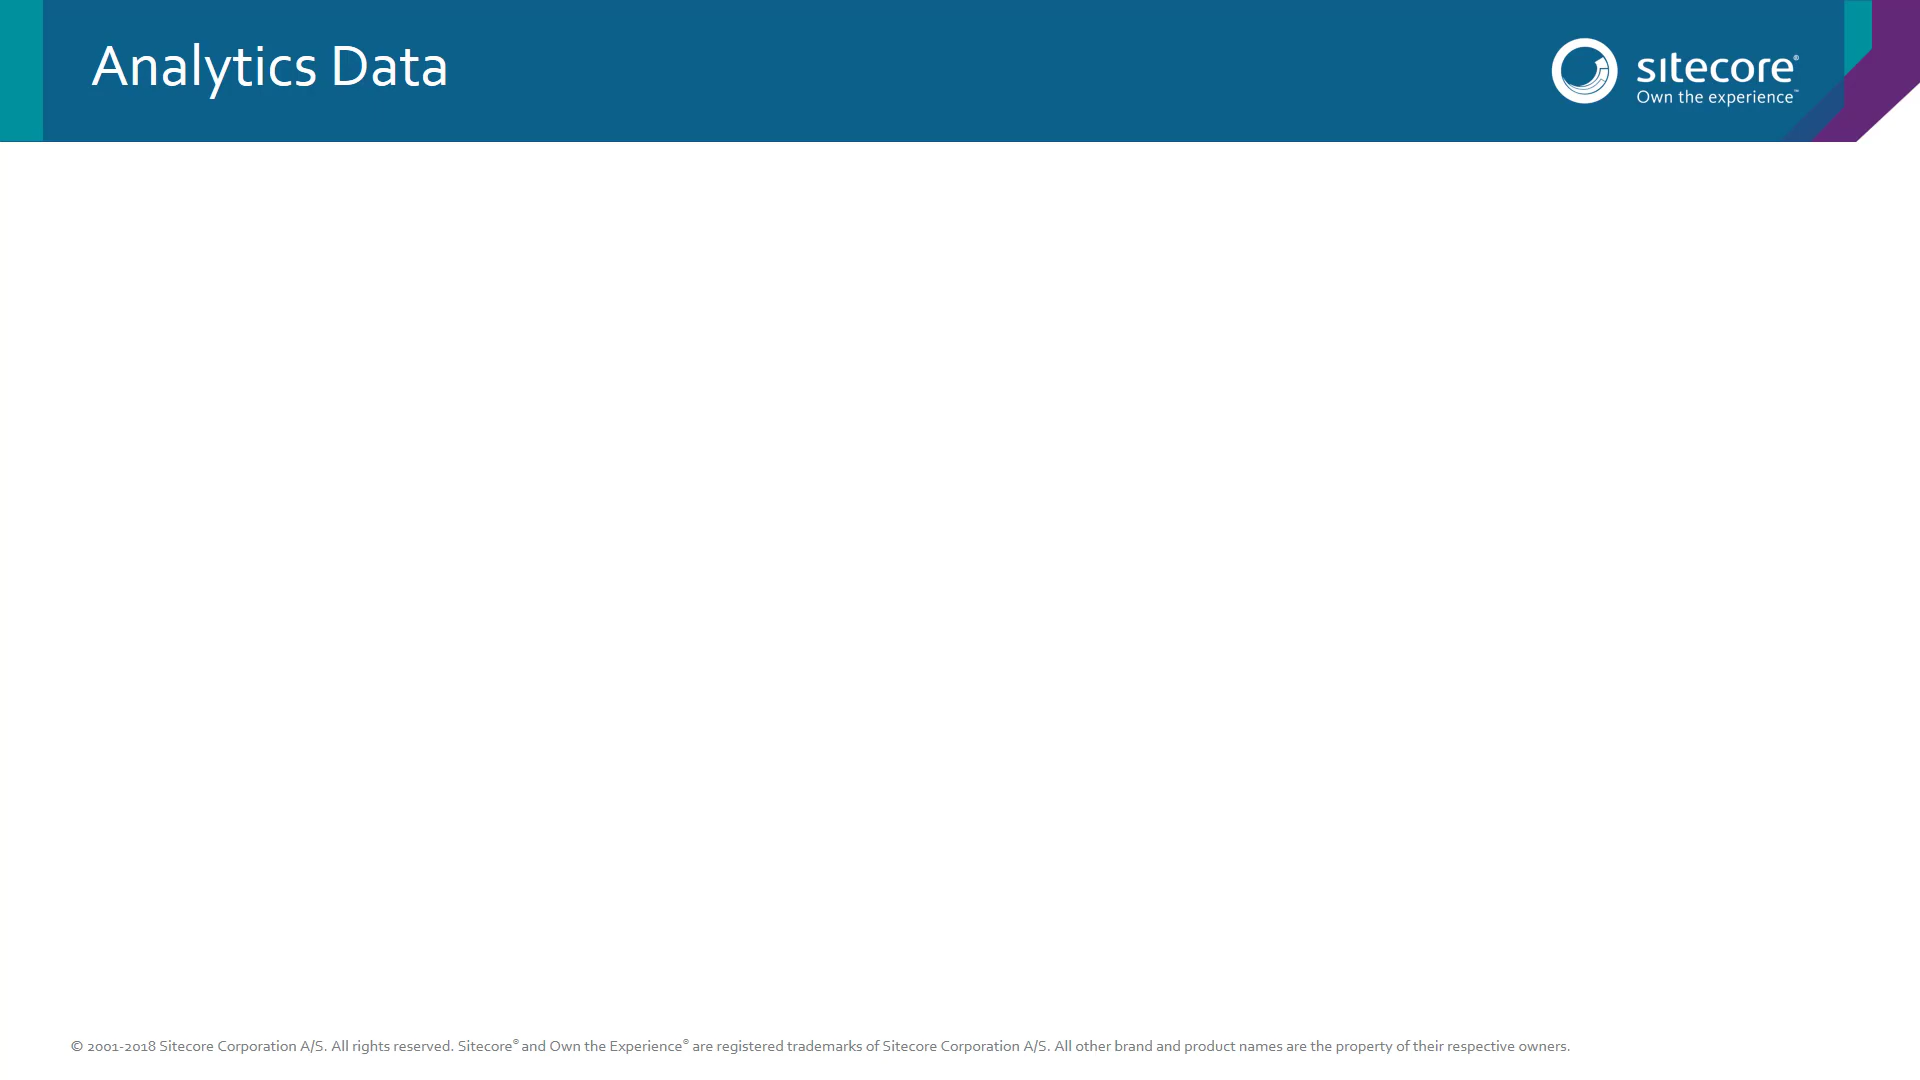 Analytics Data
sitecore®
Own the experience™
© 2001-2018 Sitecore Corporation A/S. All rights reserved. Sitecore® and Own the Experience® are registered trademarks of Sitecore Corporation A/S. All other brand and product names are the property of their respective owners.